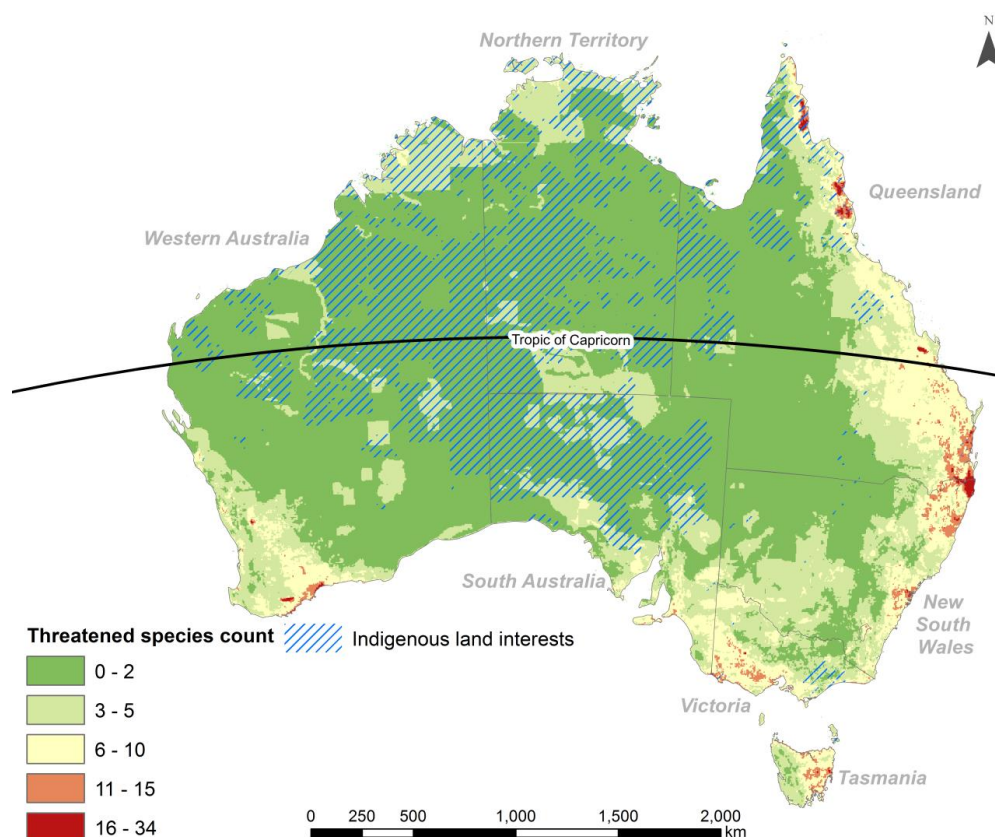 N
Northern Territory
Queensland
Western Australia
Tropic of Capricorn
South Australia
New
South
Wales
Victoria
Tasmania
Threatened species count
Indigenous land interests
0 - 2
3 - 5
6 - 10
11 - 15
16 - 34
0 500 1,000 1,500 2,000
km